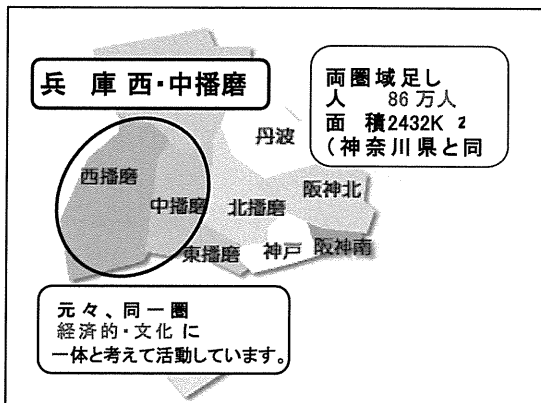 兵 庫 西・中播磨
両圏域足し
人 86万人
面 積2432K 2
(神奈川県と同
丹波
西播磨
中播磨
北播磨
阪神北
東播磨
神戸
阪神南
元々、同一圏
経済的・文化 に
一体と考えて活動しています。